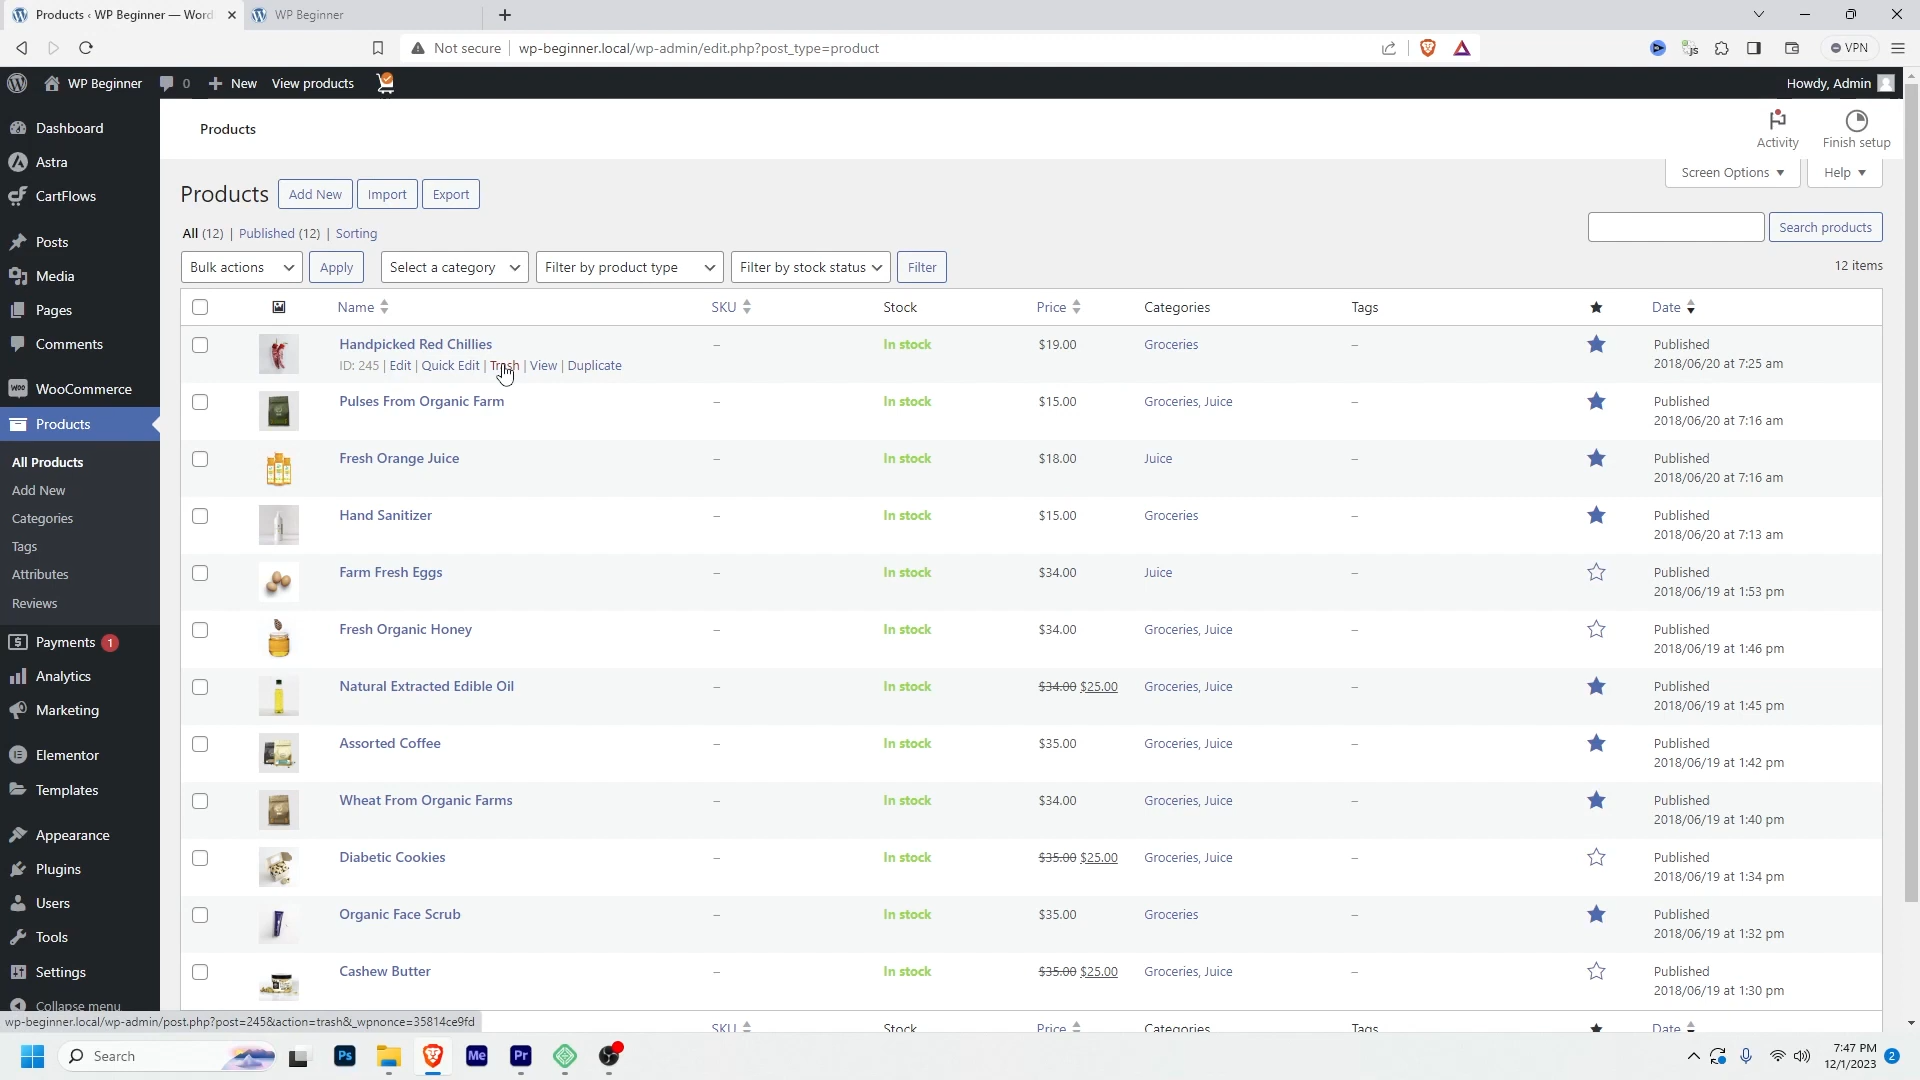 Products ‹ WP Beginner — Word
WP Beginner
Not secure
wp-beginner.local/wp-admin/edit.php?post_type=product
VPN
WP Beginner
0
New
View products
Howdy, Admin
Dashboard
Astra
CartFlows
Posts
Media
Pages
Comments
WooCommerce
Products
All Products
Add New
Categories
Tags
Attributes
Reviews
Payments 1
Analytics
Marketing
Elementor
Templates
Appearance
Plugins
Users
Tools
Settings
Collapse menu
Products
Activity
Finish setup
Screen Options
Help
Products
Add New
Import
Export
All (12) | Published (12) | Sorting
Search products
Bulk actions
Apply
Select a category
Filter by product type
Filter by stock status
Filter
12 items
Name SKU Stock Price Categories Tags Date
Handpicked Red Chillies – In stock $19.00 Groceries – Published
ID: 245 | Edit | Quick Edit | Trash | View | Duplicate 2018/06/20 at 7:25 am
Pulses From Organic Farm – In stock $15.00 Groceries, Juice – Published
2018/06/20 at 7:16 am
Fresh Orange Juice – In stock $18.00 Juice – Published
2018/06/20 at 7:16 am
Hand Sanitizer – In stock $15.00 Groceries – Published
2018/06/20 at 7:13 am
Farm Fresh Eggs – In stock $34.00 Juice – Published
2018/06/19 at 1:53 pm
Fresh Organic Honey – In stock $34.00 Groceries, Juice – Published
2018/06/19 at 1:46 pm
Natural Extracted Edible Oil – In stock $34.00 $25.00 Groceries, Juice – Published
2018/06/19 at 1:45 pm
Assorted Coffee – In stock $35.00 Groceries, Juice – Published
2018/06/19 at 1:42 pm
Wheat From Organic Farms – In stock $34.00 Groceries, Juice – Published
2018/06/19 at 1:40 pm
Diabetic Cookies – In stock $35.00 $25.00 Groceries, Juice – Published
2018/06/19 at 1:34 pm
Organic Face Scrub – In stock $35.00 Groceries – Published
2018/06/19 at 1:32 pm
Cashew Butter – In stock $35.00 $25.00 Groceries, Juice – Published
2018/06/19 at 1:30 pm
SKU Stock Price Categories Tags Date
wp-beginner.local/wp-admin/post.php?post=245&action=trash&_wpnonce=35814ce9fd
Search
Ps
Me
Pr
7:47 PM
12/1/2023
2